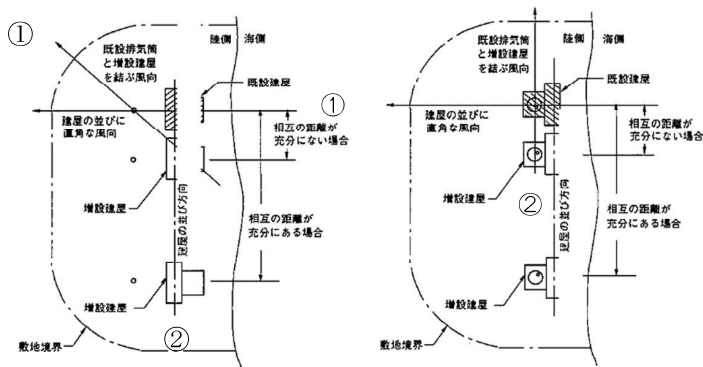 ①
既設排気筒
と増設建屋
を結ぶ風向
陸側
海側
既設建屋
①
建屋の並びに
直角な風向
相互の距離が
充分にない場合
増設建屋
建屋の並び方向
相互の距離が
充分にある場合
増設建屋
敷地境界
②
既設排気筒
と増設建屋
を結ぶ風向
陸側
海側
既設建屋
建屋の並びに
直角な風向
相互の距離が
充分にない場合
増設建屋
②
建屋の並び方向
相互の距離が
充分にある場合
増設建屋
敷地境界